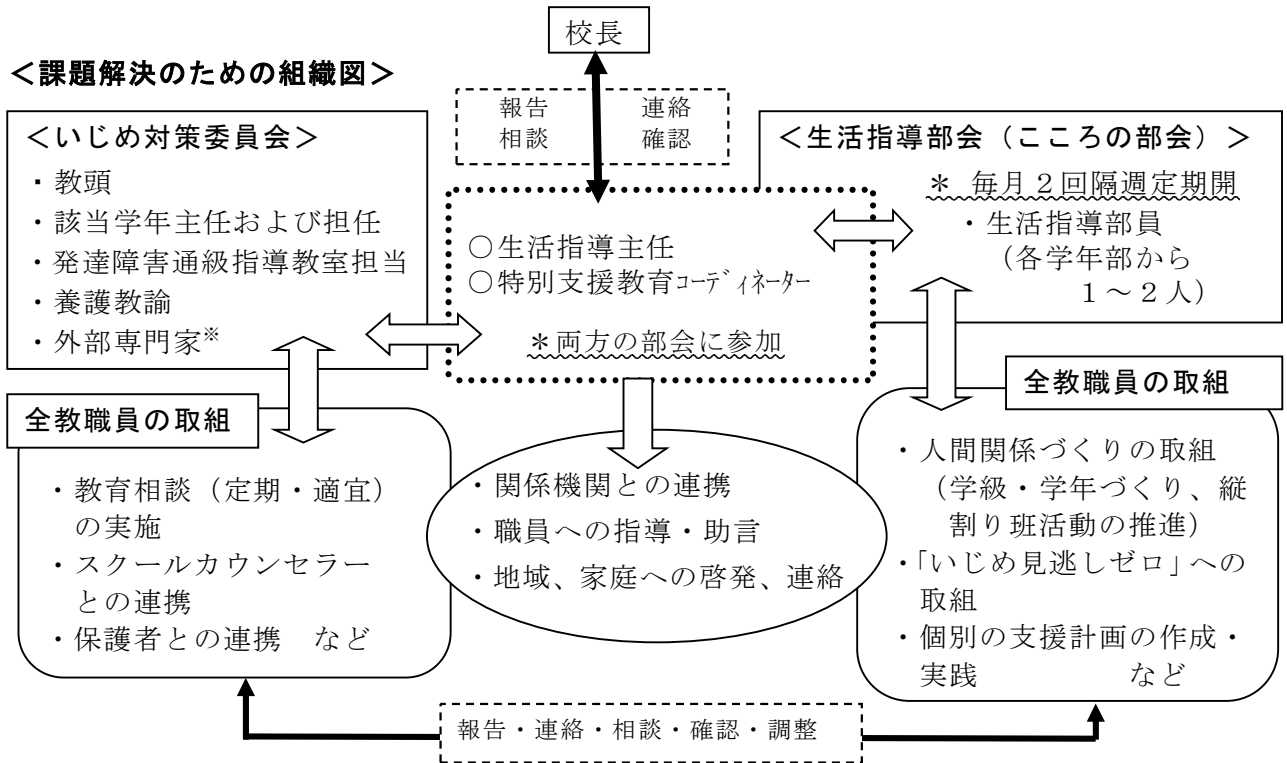 校長
<課題解決のための組織図>
報告 連絡
相談 確認
<いじめ対策委員会>
・教頭
・該当学年主任および担任
・発達障害通級指導教室担当
・養護教諭
・外部専門家※
○生活指導主任
○特別支援教育コーディネーター
*両方の部会に参加
<生活指導部会(こころの部会)>
* 毎月2回隔週定期開
・生活指導部員
(各学年部から
1~2人)
全教職員の取組
・教育相談(定期・適宜)
の実施
・スクールカウンセラー
との連携
・保護者との連携 など
・関係機関との連携
・職員への指導・助言
・地域、家庭への啓発、連絡
全教職員の取組
・人間関係づくりの取組
(学級・学年づくり、縦
割り班活動の推進)
・「いじめ見逃しゼロ」への
取組
・個別の支援計画の作成・
実践 など
報告・連絡・相談・確認・調整